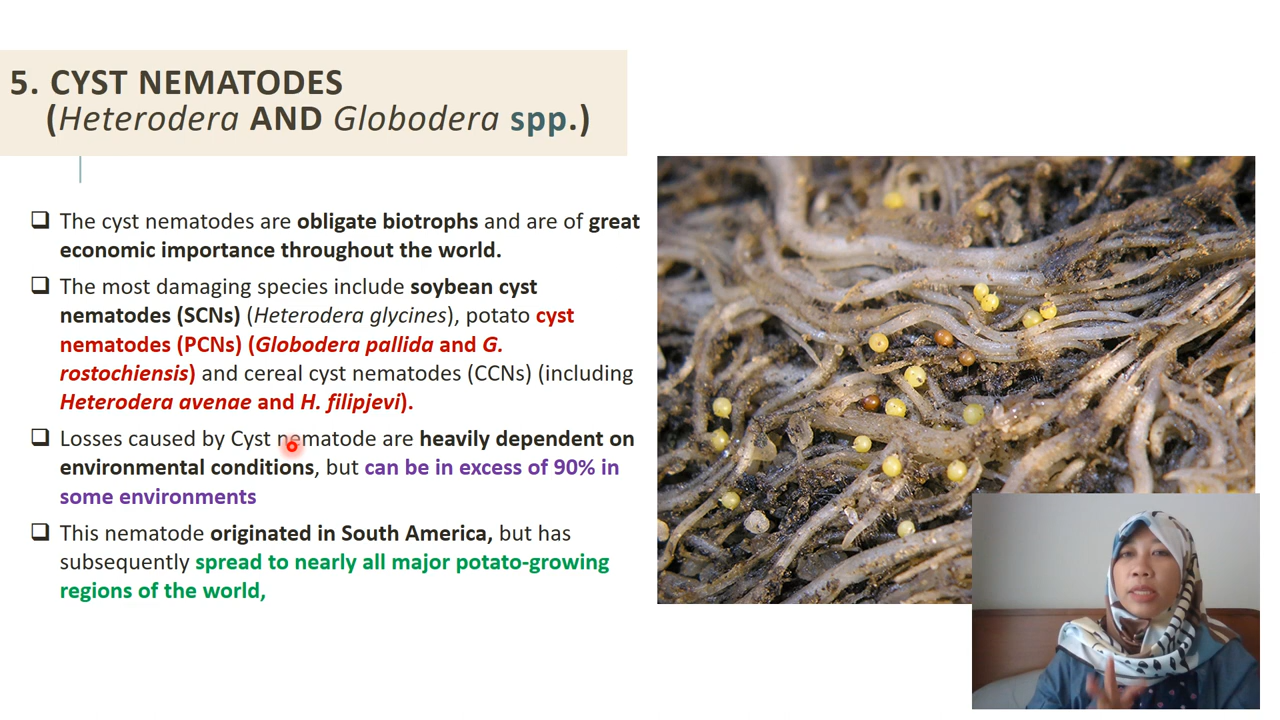 5. CYST NEMATODES
(Heterodera AND Globodera spp.)
❑ The cyst nematodes are obligate biotrophs and are of great
economic importance throughout the world.
❑ The most damaging species include soybean cyst
nematodes (SCNs) (Heterodera glycines), potato cyst
nematodes (PCNs) (Globodera pallida and G.
rostochiensis) and cereal cyst nematodes (CCNs) (including
Heterodera avenae and H. filipjevi).
❑ Losses caused by Cyst nematode are heavily dependent on
environmental conditions, but can be in excess of 90% in
some environments
❑ This nematode originated in South America, but has
subsequently spread to nearly all major potato-growing
regions of the world,